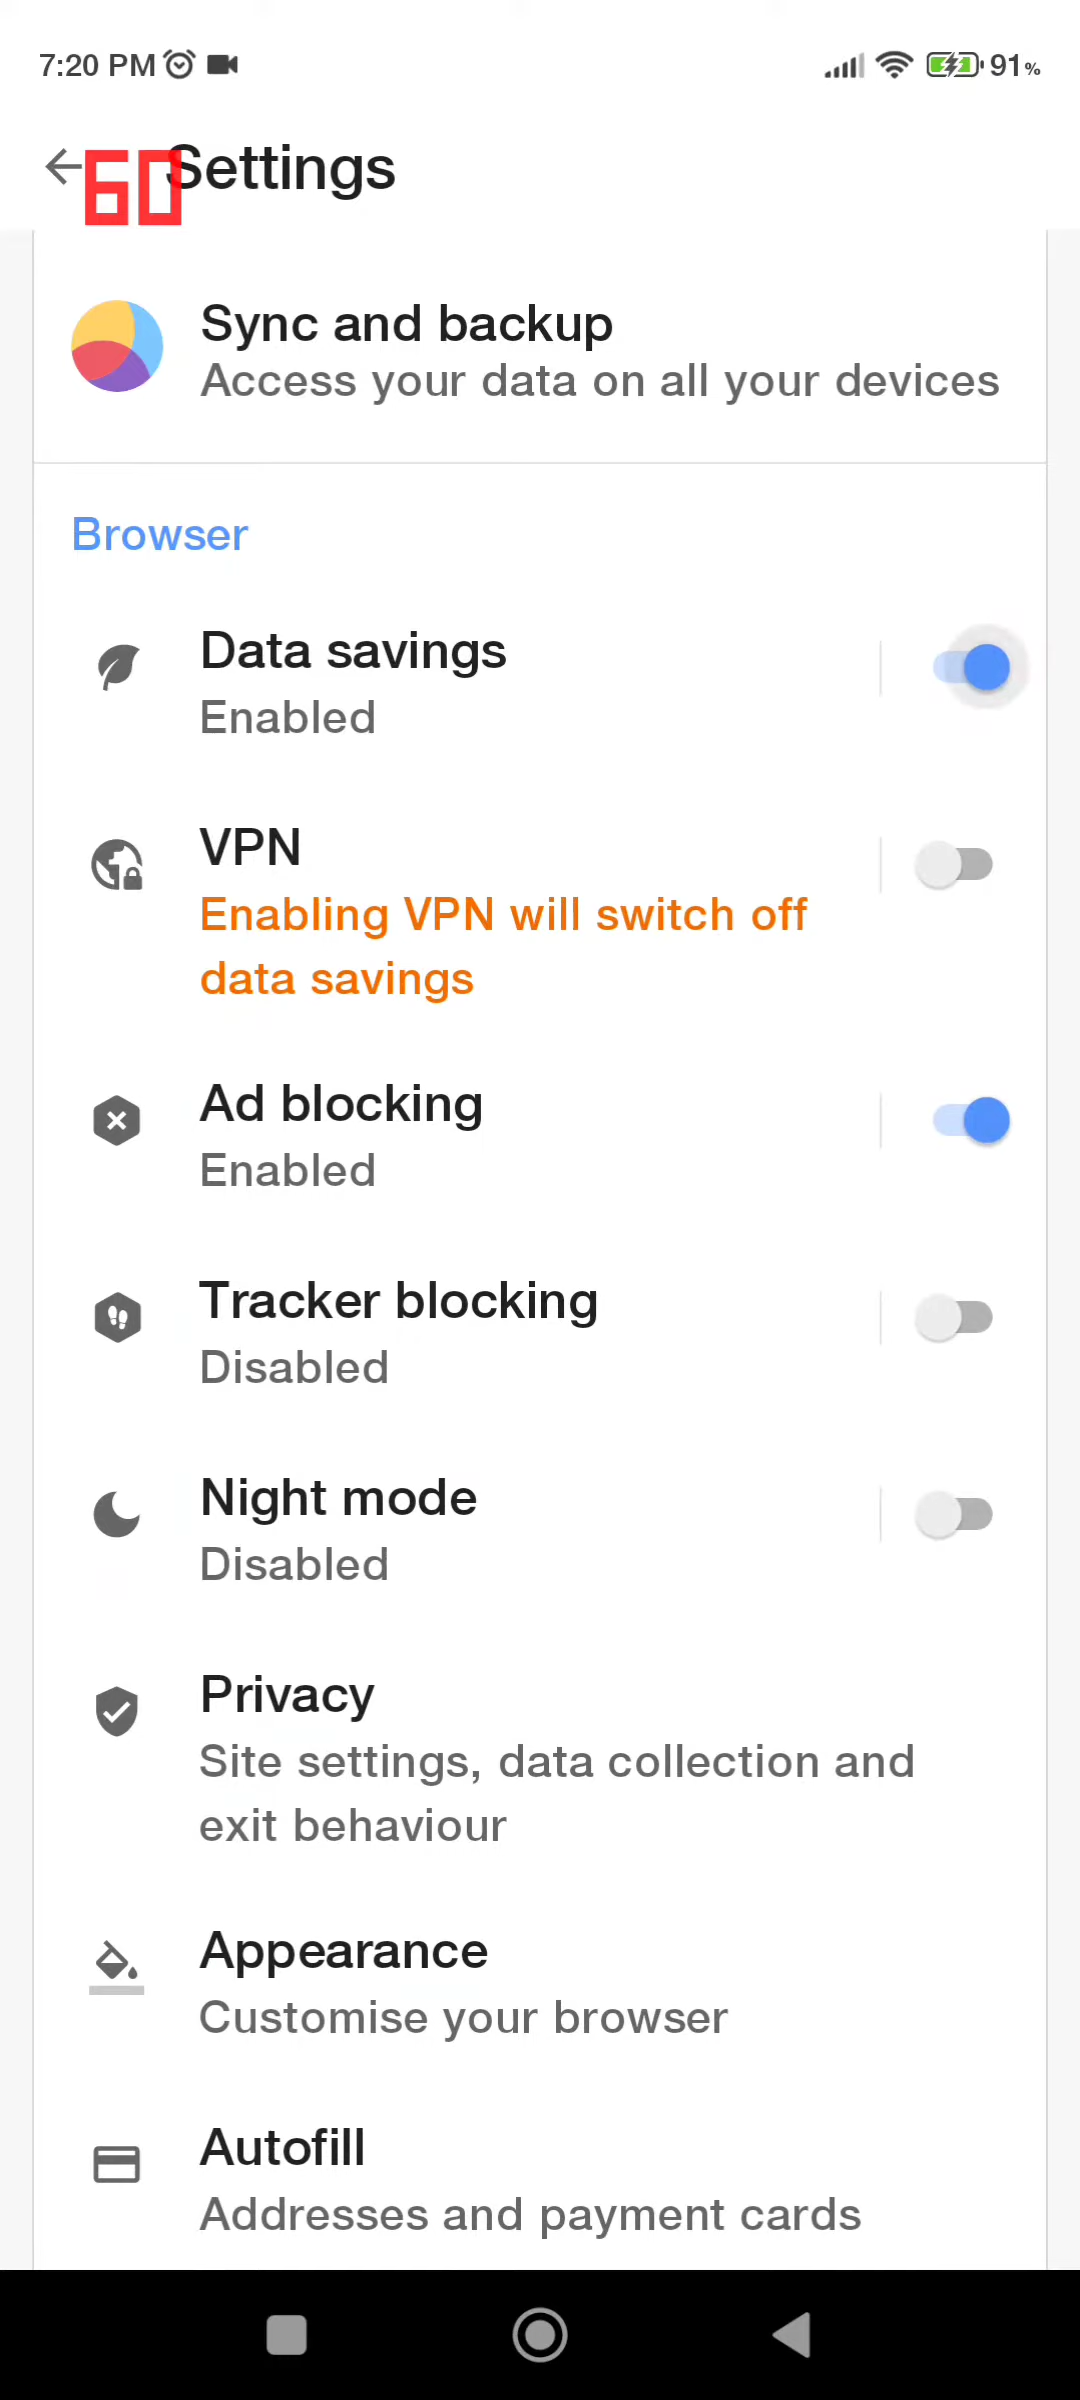 7:20 PM
91%
60
Settings
Sync and backup
Access your data on all your devices
Browser
Data savings
Enabled
VPN
Enabling VPN will switch off
data savings
Ad blocking
Enabled
Tracker blocking
Disabled
Night mode
Disabled
Privacy
Site settings, data collection and
exit behaviour
Appearance
Customise your browser
Autofill
Addresses and payment cards